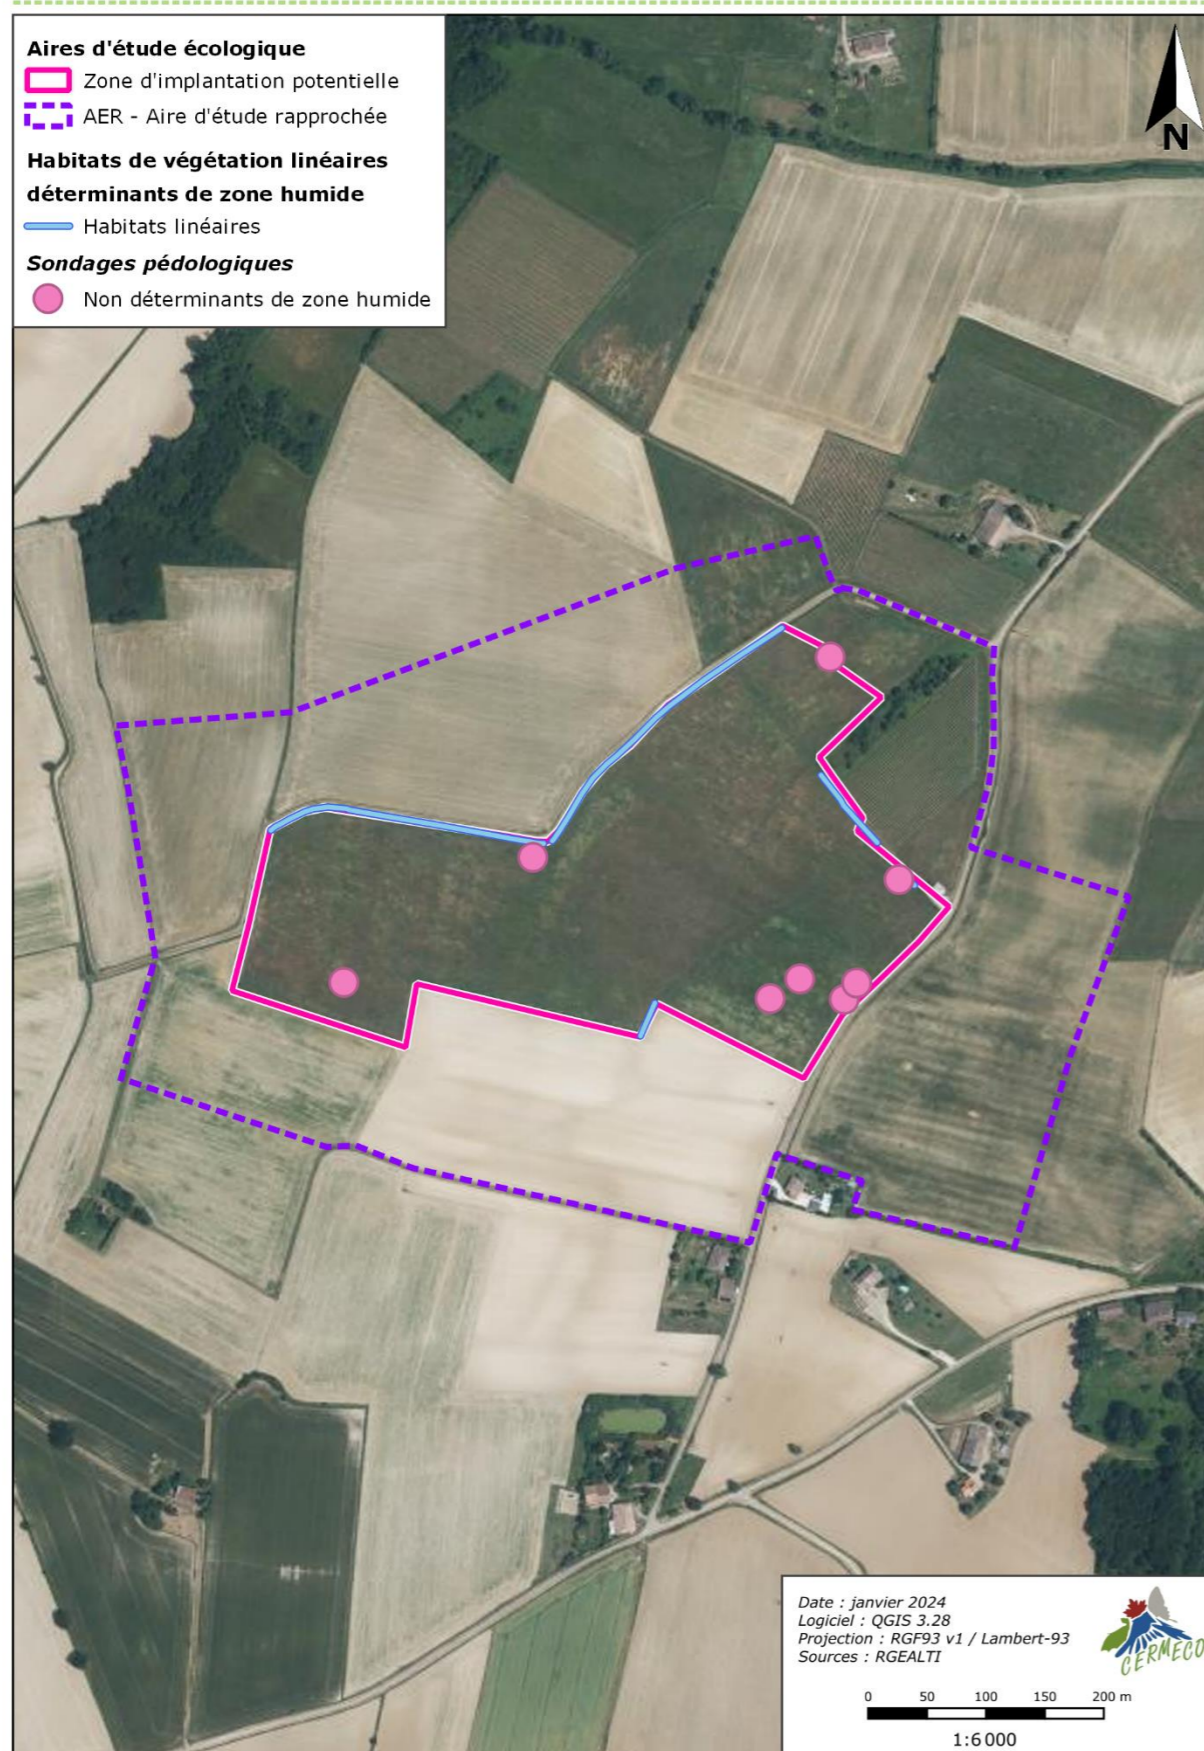 Aires d'étude écologique
Zone d'implantation potentielle
AER - Aire d'étude rapprochée
Habitats de végétation linéaires
déterminants de zone humide
Habitats linéaires
Sondages pédologiques
Non déterminants de zone humide
N
Date : janvier 2024
Logiciel : QGIS 3.28
Projection : RGF93 v1 / Lambert-93
Sources : RGEALTI
CERMECO
0 50 100 150 200 m
1:6 000